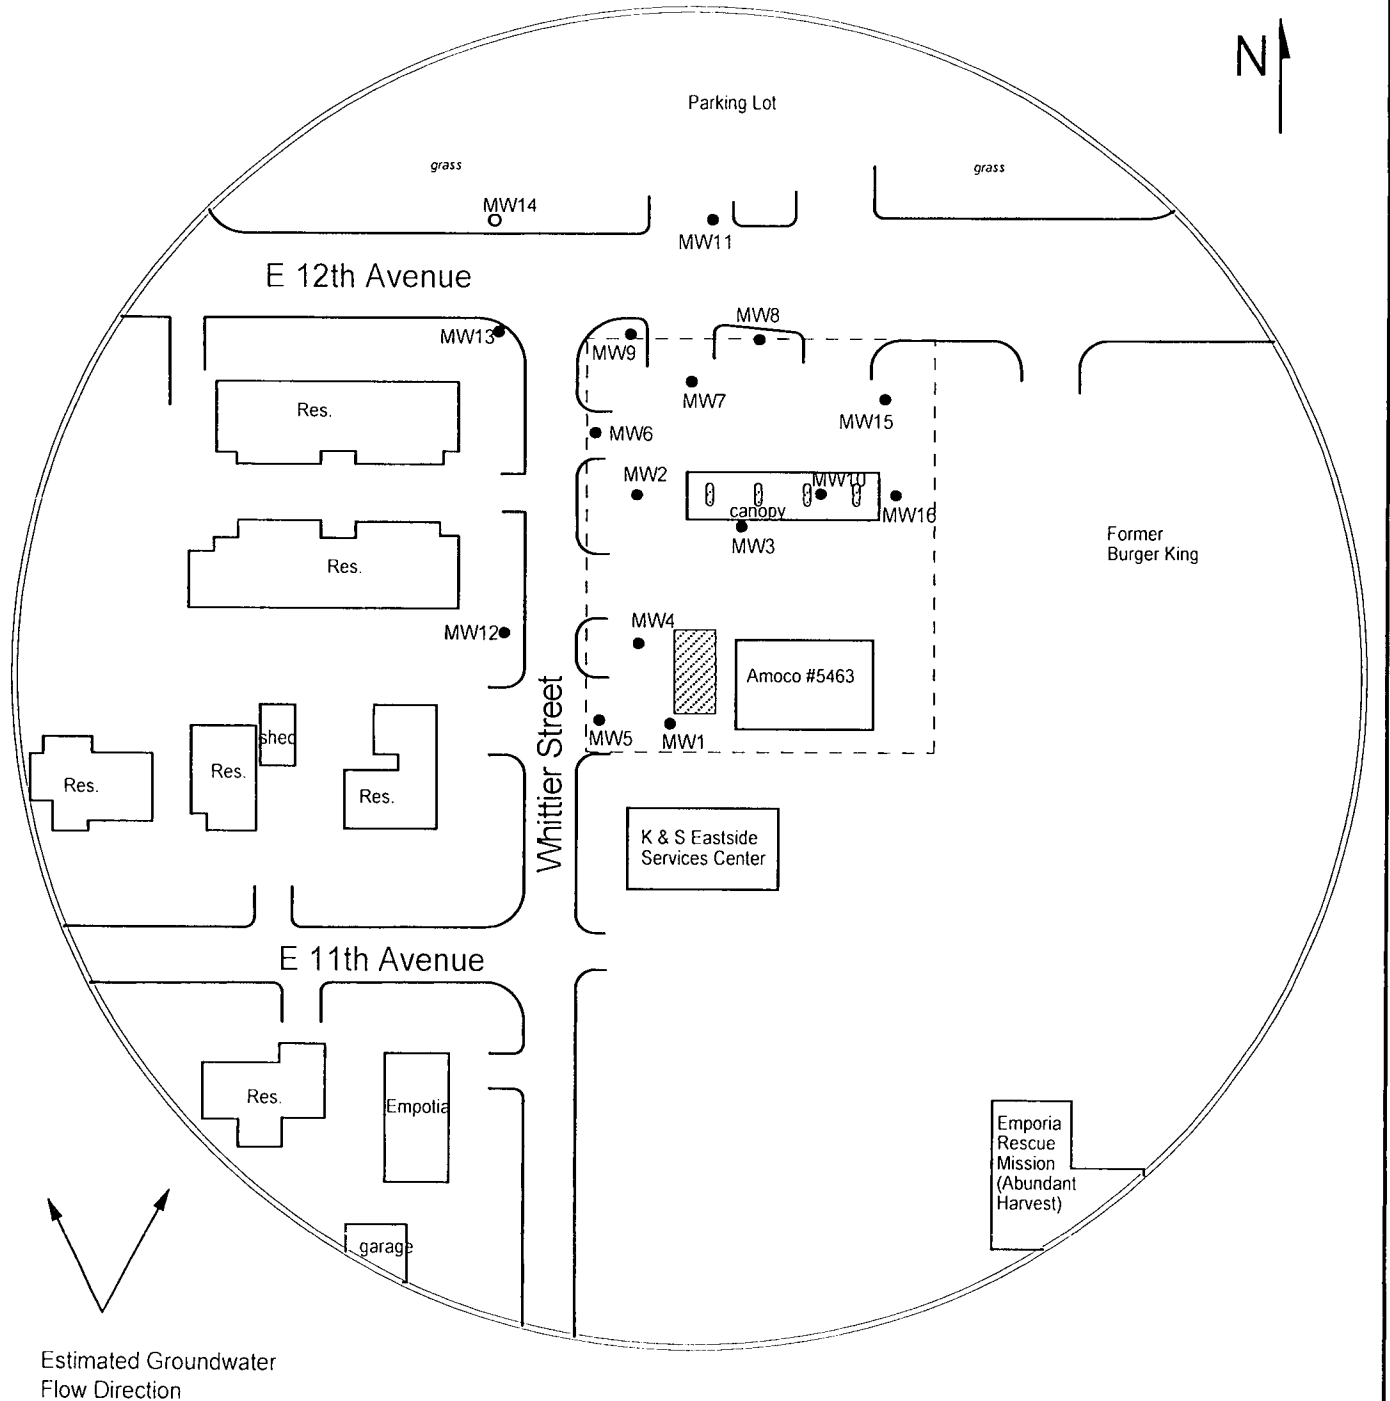 N
Parking Lot
grass
grass
MW14
MW11
E 12th Avenue
MW8
MW13
MW9
MW7
Res.
MW15
MW6
MW2
MW10
MW16
canopy
MW3
Former
Burger King
Res.
MW4
MW12
Amoco #5463
Whittier Street
MW5
MW1
shed
Res.
Res.
Res.
K & S Eastside
Services Center
E 11th Avenue
Res.
Empotia
Emporia
Rescue
Mission
(Abundant
Harvest)
garage
Estimated Groundwater
Flow Direction